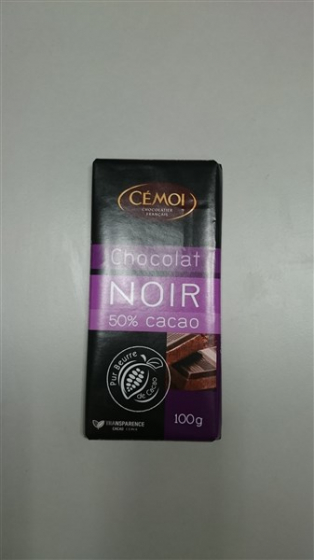 CÉMOI
CHOCOLATIER
FRANÇAIS
Chocolat
NOIR
50% cacao
Pur Beurre
de Cacao
TRANSPARENCE
100g